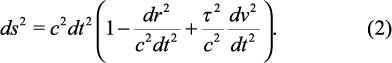 ds² = c²dt² (1 − dr²/c²dt² + τ²/c² dv²/dt²). (2)